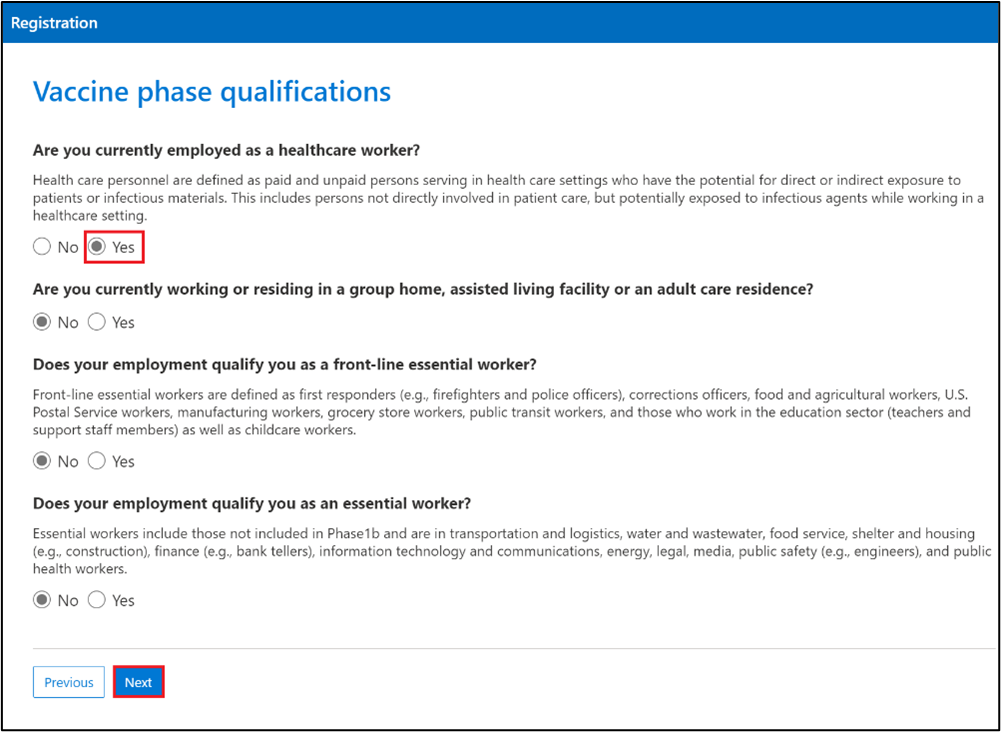 Registration
Vaccine phase qualifications
Are you currently employed as a healthcare worker?
Health care personnel are defined as paid and unpaid persons serving in health care settings who have the potential for direct or indirect exposure to
patients or infectious materials. This includes persons not directly involved in patient care, but potentially exposed to infectious agents while working in a
healthcare setting.
No Yes
Are you currently working or residing in a group home, assisted living facility or an adult care residence?
No Yes
Does your employment qualify you as a front-line essential worker?
Front-line essential workers are defined as first responders (e.g., firefighters and police officers), corrections officers, food and agricultural workers, U.S.
Postal Service workers, manufacturing workers, grocery store workers, public transit workers, and those who work in the education sector (teachers and
support staff members) as well as childcare workers.
No Yes
Does your employment qualify you as an essential worker?
Essential workers include those not included in Phase1b and are in transportation and logistics, water and wastewater, food service, shelter and housing
(e.g., construction), finance (e.g., bank tellers), information technology and communications, energy, legal, media, public safety (e.g., engineers), and public
health workers.
No Yes
Previous Next